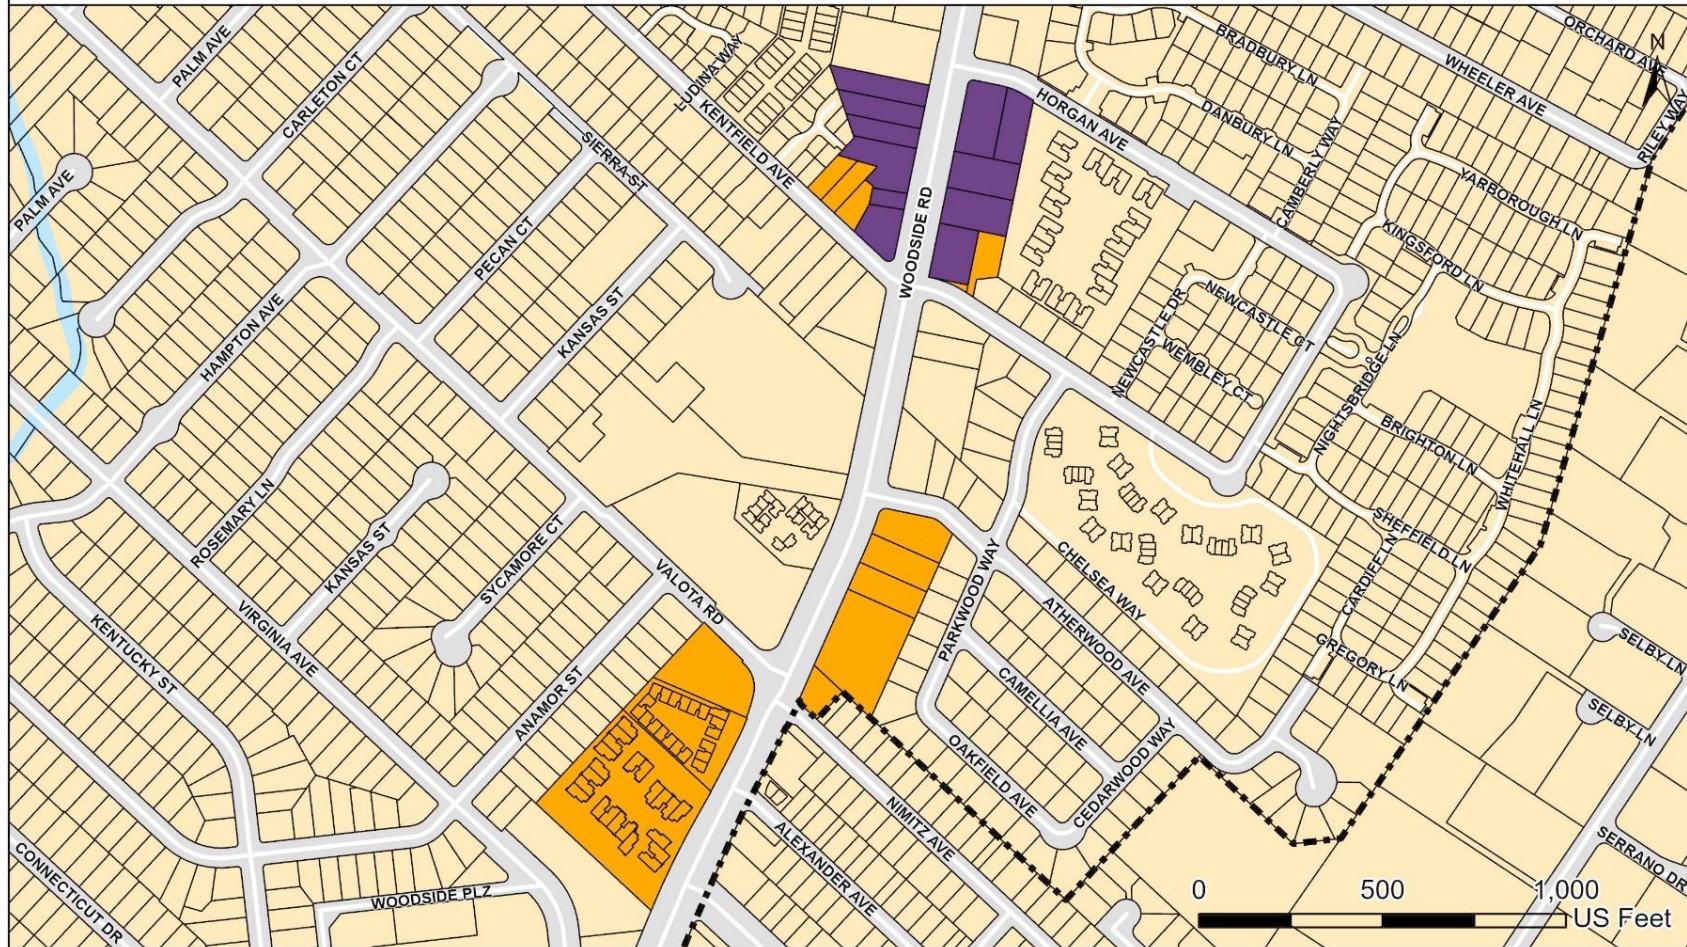 PALM AVE
CARLETON CT
LUDINA WAY
KENTFIELD AVE
SIERRA ST
BRADBURY LN
WHEELER AVE
ORCHARD AVE
N
RILEY WAY
HORGAN AVE
DANBURY LN
CAMBERLY WAY
YARBOROUGH LN
KINGSFORD LN
PALM AVE
PECAN CT
WOODSIDE RD
HAMPTON AVE
KANSAS ST
NEWCASTLE DR
NEWCASTLE CT
WEMBLEY CT
NIGHTSBRIDGE LN
BRIGHTON LN
WHITEHALL LN
ROSEMARY LN
KANSAS ST
SYCAMORE CT
VALOTA RD
PARKWOOD WAY
CHELSEA WAY
ATHERWOOD AVE
CARDIFF LN
SHEFFIELD LN
GREGORY LN
KENTUCKY ST
VIRGINIA AVE
ANAMOR ST
CAMELLIA AVE
OAKFIELD AVE
CEDARWOOD WAY
SELBY LN
SELBY LN
NIMITZ AVE
ALEXANDER AVE
SERRANO DR
CONNECTICUT DR
WOODSIDE PLZ
0 500 1,000
US Feet